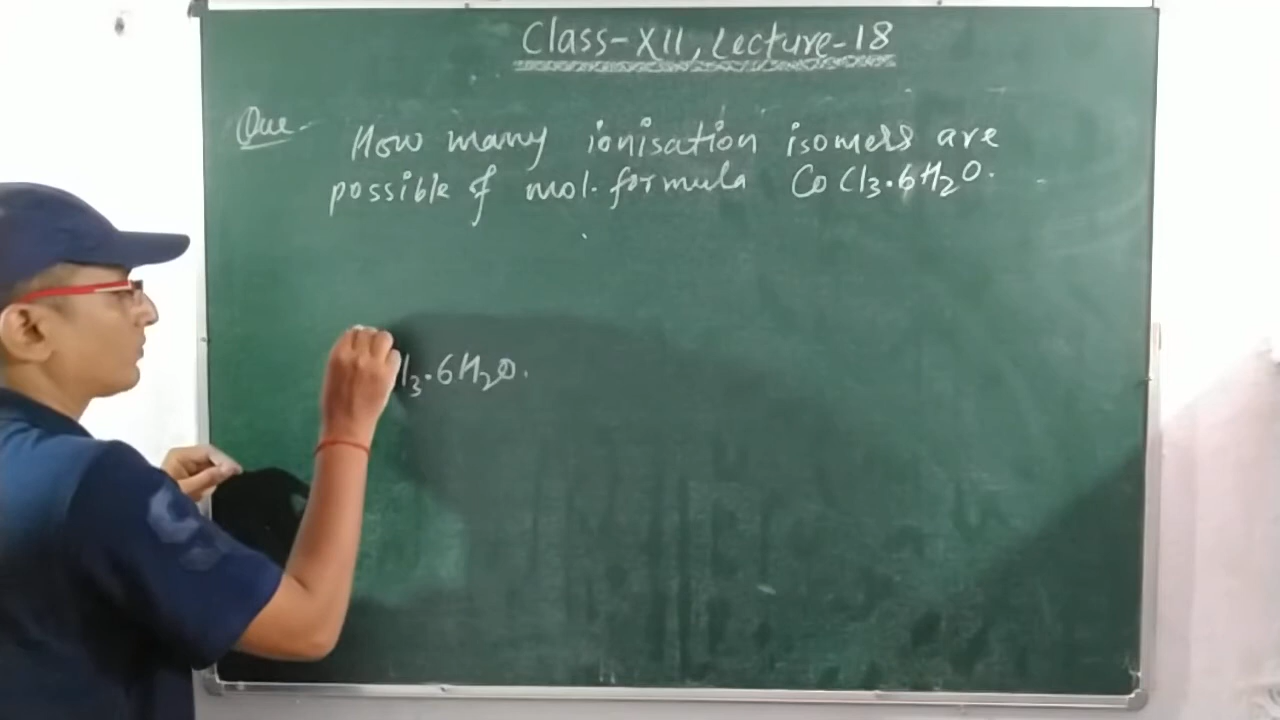 Class-XII, Lecture-18
Que- How many ionisation isomers are
possible of mol. formula CoCl3.6H2O.
l3.6H2O.